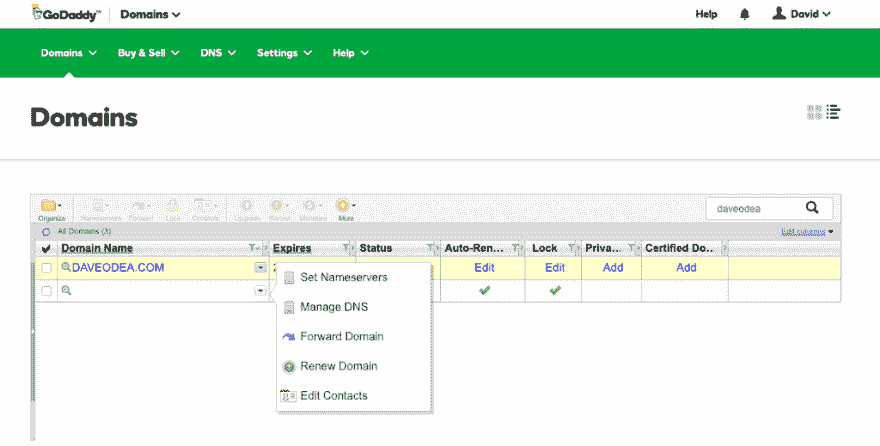 GoDaddy™ Domains Help David
Domains Buy & Sell DNS Settings Help
Domains
Organize Nameservers Forward Lock Contacts Upgrade Renew Monetize More daveodea
All Domains (3) Edit columns
Domain Name Expires Status Auto-Ren... Lock Priva... Certified Do...
DAVEODEA.COM 2 Edit Edit Add Add
Set Nameservers
Manage DNS
Forward Domain
Renew Domain
Edit Contacts